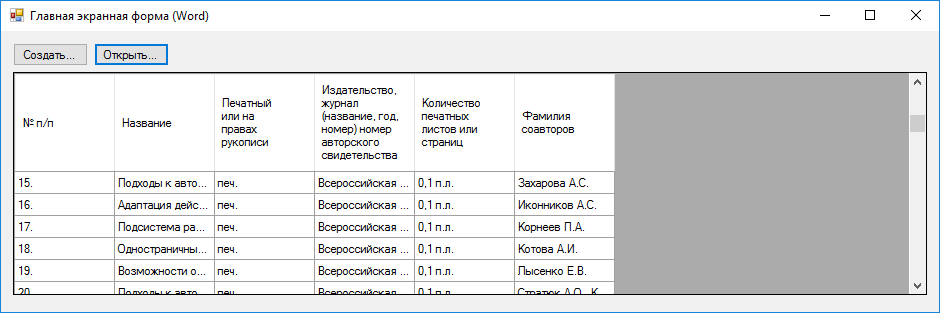 Главная экранная форма (Word)
Создать... Открыть...
№ п/п
Название
Печатный
или на
правах
рукописи
Издательство,
журнал
(название, год,
номер) номер
авторского
свидетельства
Количество
печатных
листов или
страниц
Фамилия
соавторов
15. Подходы к авто... печ. Всероссийская ... 0,1 п.л. Захарова А.С.
16. Адаптация дейс... печ. Всероссийская ... 0,1 п.л. Иконников А.С.
17. Подсистема ра... печ. Всероссийская ... 0,1 п.л. Корнеев П.А.
18. Одностраничны... печ. Всероссийская ... 0,1 п.л. Котова А.И.
19. Возможности о... печ. Всероссийская ... 0,1 п.л. Лысенко Е.В.
20. Подходы к авто... печ. Всероссийская ... 0,1 п.л.